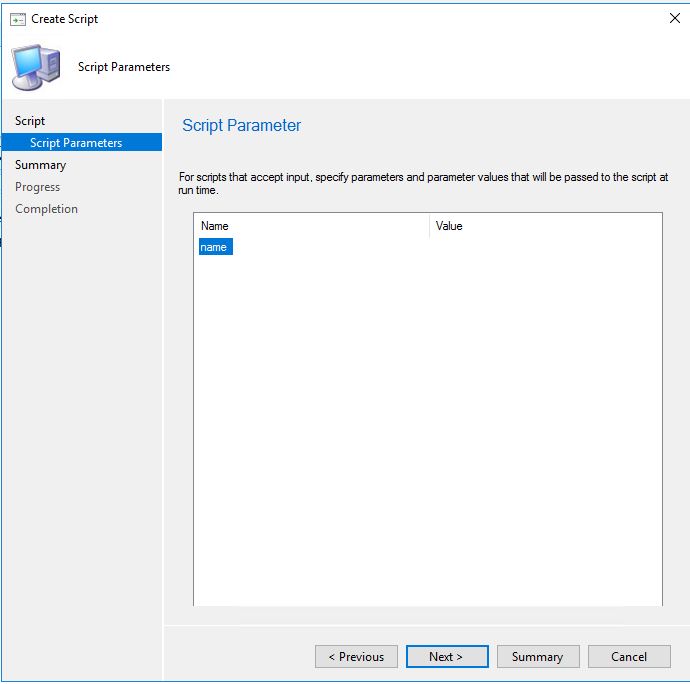 Create Script
Script Parameters
Script
Script Parameters
Summary
Progress
Completion
Script Parameter
For scripts that accept input, specify parameters and parameter values that will be passed to the script at
run time.
Name Value
name
< Previous Next > Summary Cancel